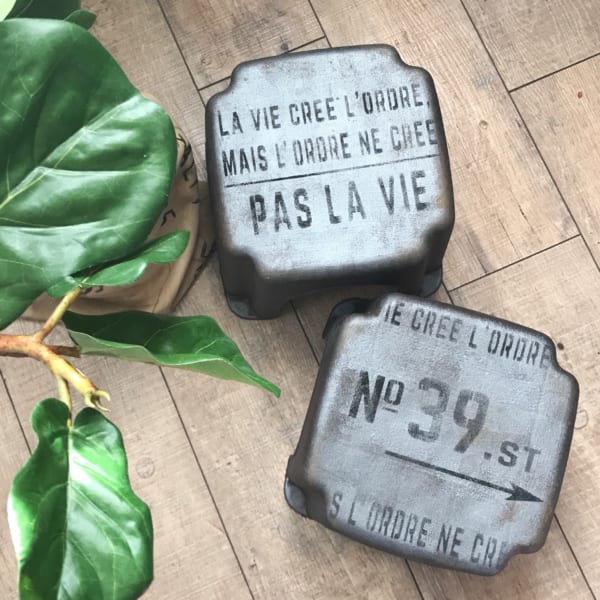 LA VIE CREE L'ORDRE,
MAIS L'ORDRE NE CREE
PAS LA VIE
IE CREE L'ORDRE
Nº 39.ST
S L'ORDRE NE CRE